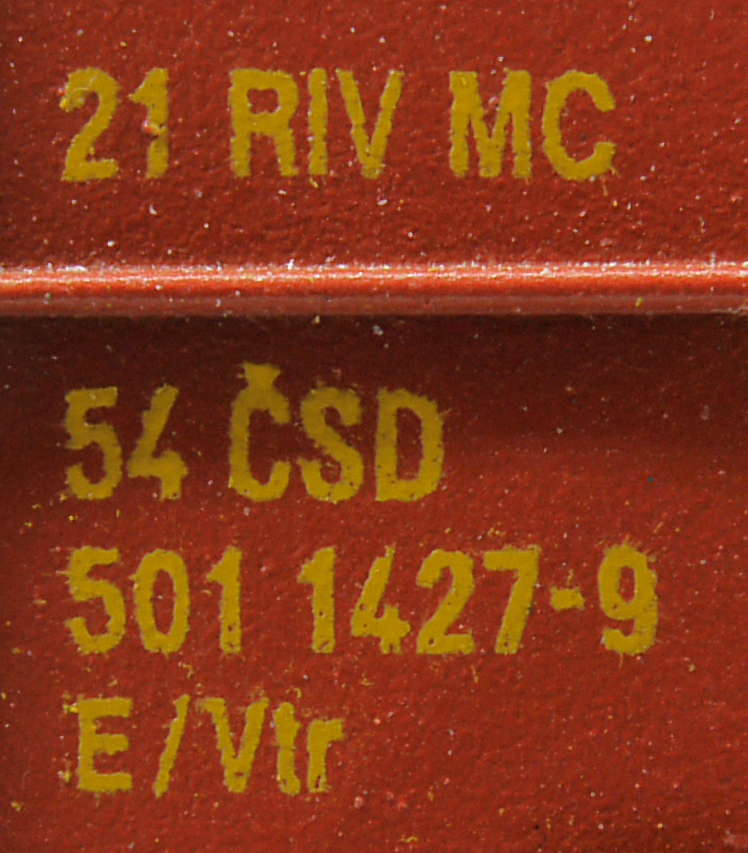 21 RIV MC
54 ČSD
501 1427-9
E/Vtr